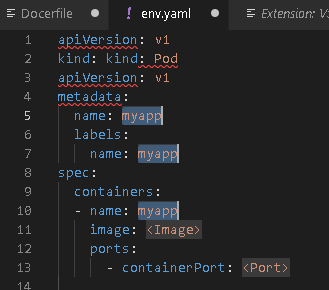 Docerfile
! env.yaml
Extension: V
1 apiVersion: v1
2 kind: kind: Pod
3 apiVersion: v1
4 metadata:
5   name: myapp
6   labels:
7     name: myapp
8 spec:
9   containers:
10   - name: myapp
11     image: <Image>
12     ports:
13       - containerPort: <Port>
14